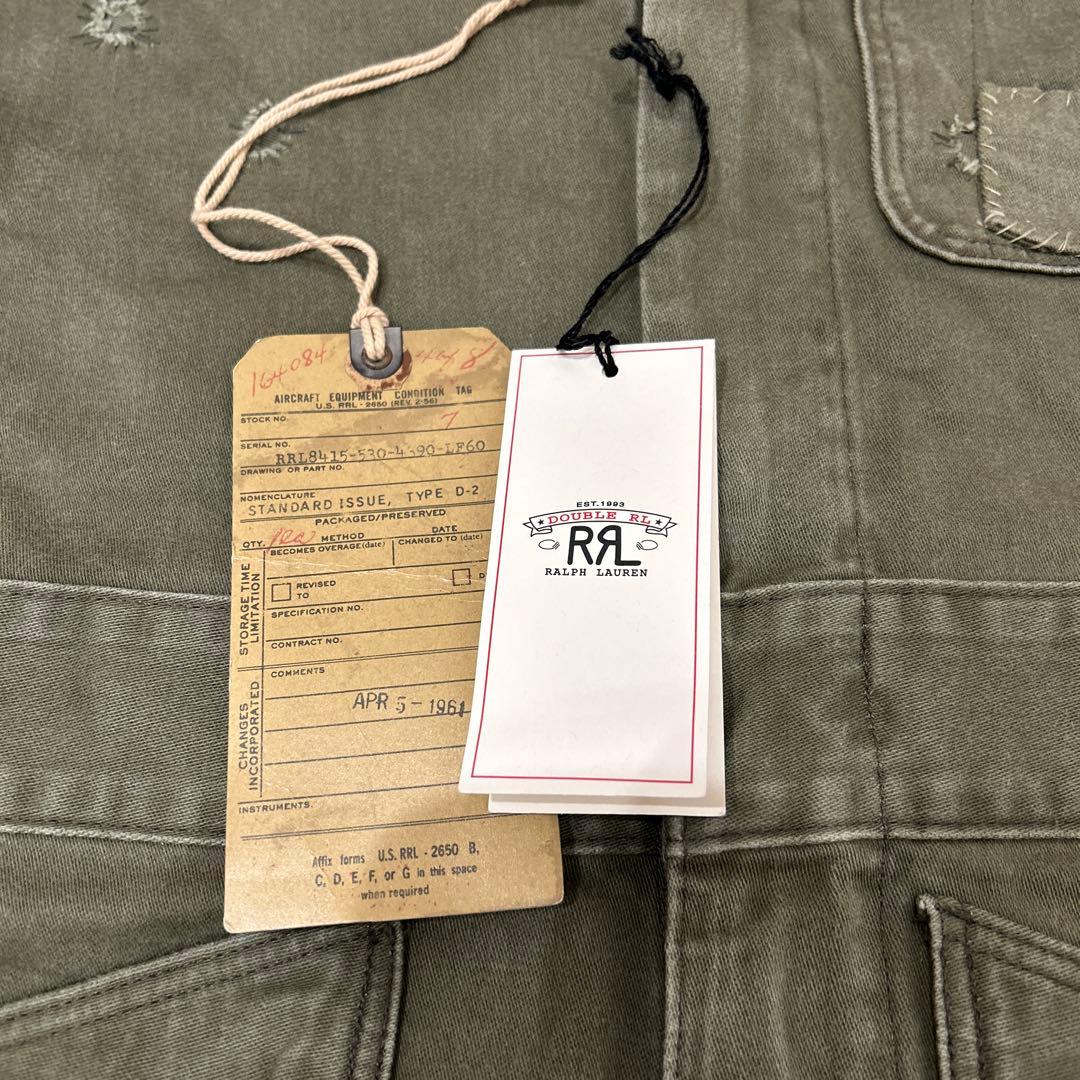 164084
8
AIRCRAFT EQUIPMENT CONDITION TAG
U.S. RRL - 2650 (REV. 2-56)
STOCK NO.
7
SERIAL NO.
RRL8415-530-4-90-LF60
DRAWING OR PART NO.
NOMENCLATURE
STANDARD ISSUE, TYPE D-2
PACKAGED/PRESERVED
QTY.
METHOD
DATE
BECOMES OVERAGE (date)
CHANGED TO (date)
STORAGE TIME
LIMITATION
REVISED
TO
D
SPECIFICATION NO.
CONTRACT NO.
CHANGES
INCORPORATED
COMMENTS
APR 5 - 1961
INSTRUMENTS.
Affix forms U.S. RRL - 2650 B,
C, D, E, F, or G in this space
when required
EST. 1993
DOUBLE RL
RRL
RALPH LAUREN